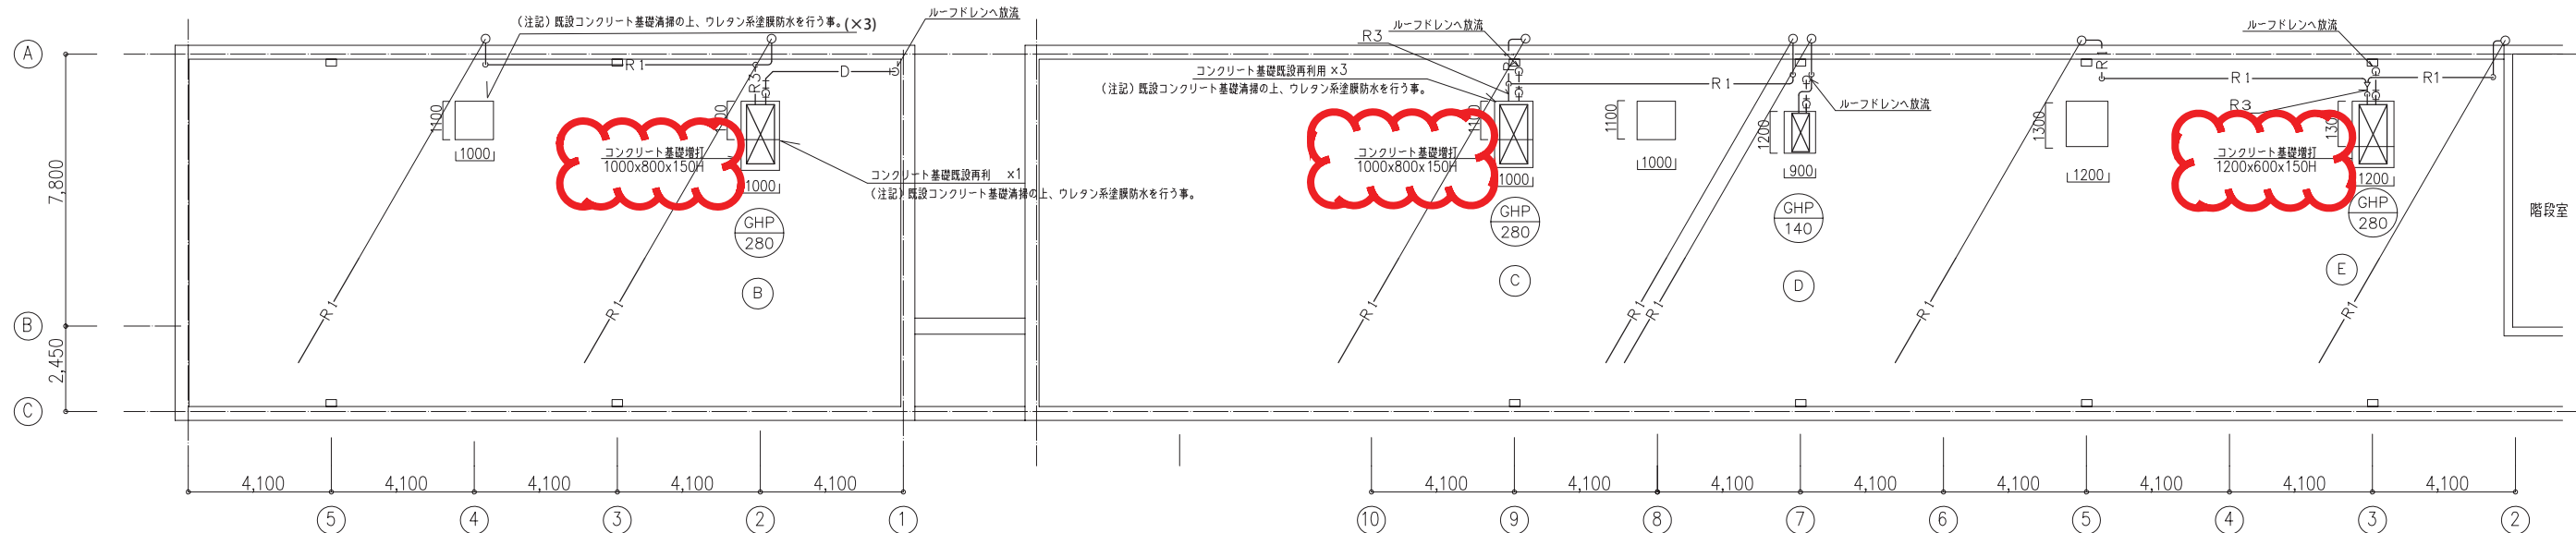 (注記)既設コンクリート基礎清掃の上、ウレタン系塗膜防水を行う事。(×3)
ルーフドレンへ放流
R1
R3
D
1100
1000
コンクリート基礎増打
1000x800x150H
1000
コンクリート基礎既設再利 ×1
(注記)既設コンクリート基礎清掃の上、ウレタン系塗膜防水を行う事。
GHP
280
B
R1
R1
ルーフドレンへ放流
R3
コンクリート基礎既設再利用 ×3
(注記)既設コンクリート基礎清掃の上、ウレタン系塗膜防水を行う事。
R1
コンクリート基礎増打
1000x800x150H
1100
1000
GHP
280
C
R1
1100
1000
ルーフドレンへ放流
1200
900
GHP
140
D
R1
R1
1300
1200
R1
R1
R1
R1
ルーフドレンへ放流
R3
コンクリート基礎増打
1200x600x150H
1300
1200
GHP
280
E
R1
階段室
A
7,800
B
2,450
C
4,100
4,100
4,100
4,100
4,100
5
4
3
2
1
4,100
4,100
4,100
4,100
4,100
4,100
4,100
4,100
10
9
8
7
6
5
4
3
2